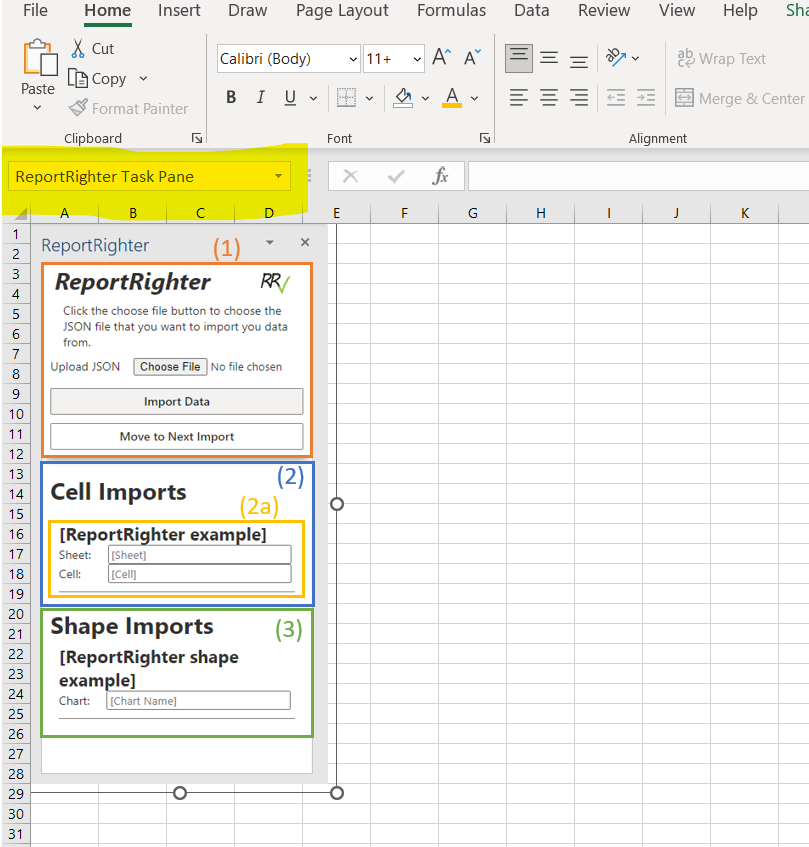 File Home Insert Draw Page Layout Formulas Data Review View Help Sha
Paste
Cut
Copy
Format Painter
Clipboard
Calibri (Body) 11+ A A
B I U A
Font
ab Wrap Text
Merge & Center
Alignment
ReportRighter Task Pane
fx
A B C D E F G H I J K
1
2
3
4
5
6
7
8
9
10
11
12
13
14
15
16
17
18
19
20
21
22
23
24
25
26
27
28
29
30
31
ReportRighter (1)
ReportRighter RR
Click the choose file button to choose the
JSON file that you want to import you data
from.
Upload JSON Choose File No file chosen
Import Data
Move to Next Import
(2)
Cell Imports
(2a)
[ReportRighter example]
Sheet: [Sheet]
Cell: [Cell]
Shape Imports (3)
[ReportRighter shape
example]
Chart: [Chart Name]